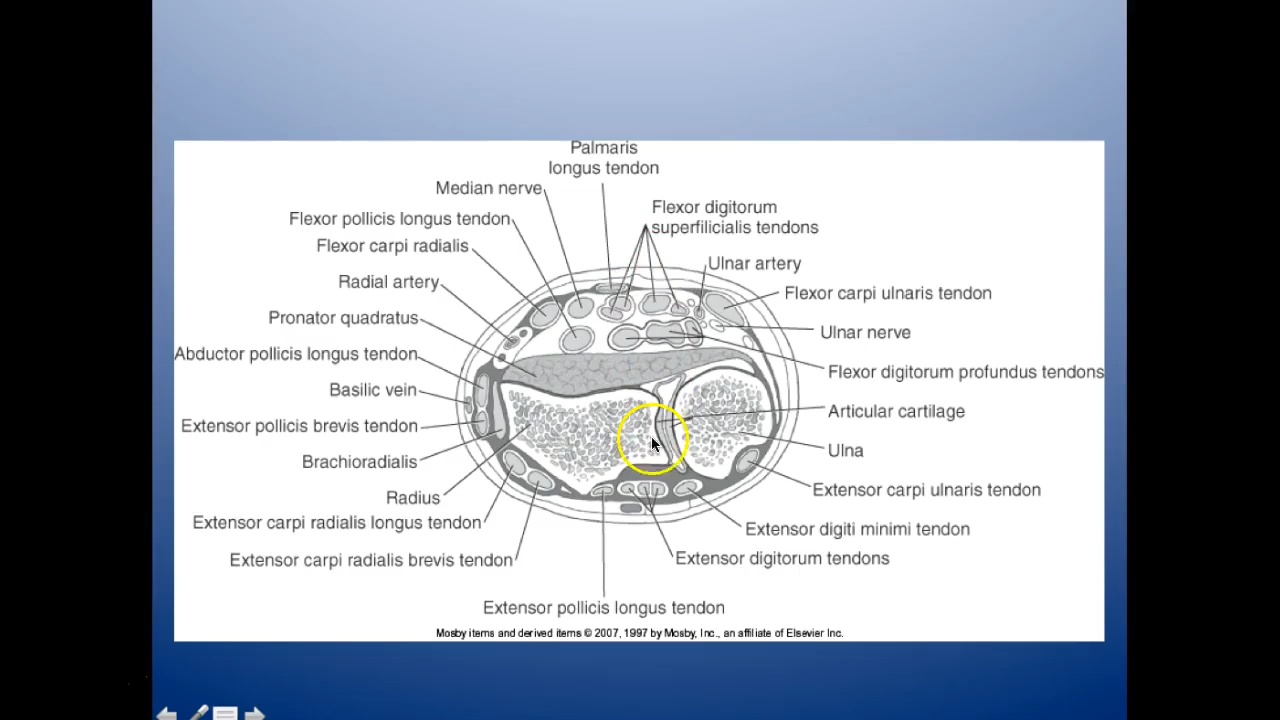 Palmaris
longus tendon
Median nerve
Flexor digitorum
superfilicialis tendons
Flexor pollicis longus tendon
Flexor carpi radialis
Ulnar artery
Radial artery
Flexor carpi ulnaris tendon
Pronator quadratus
Ulnar nerve
Abductor pollicis longus tendon
Flexor digitorum profundus tendons
Basilic vein
Articular cartilage
Extensor pollicis brevis tendon
Ulna
Brachioradialis
Extensor carpi ulnaris tendon
Radius
Extensor carpi radialis longus tendon
Extensor digiti minimi tendon
Extensor carpi radialis brevis tendon
Extensor digitorum tendons
Extensor pollicis longus tendon
Mosby items and derived items © 2007, 1997 by Mosby, Inc., an affiliate of Elsevier Inc.